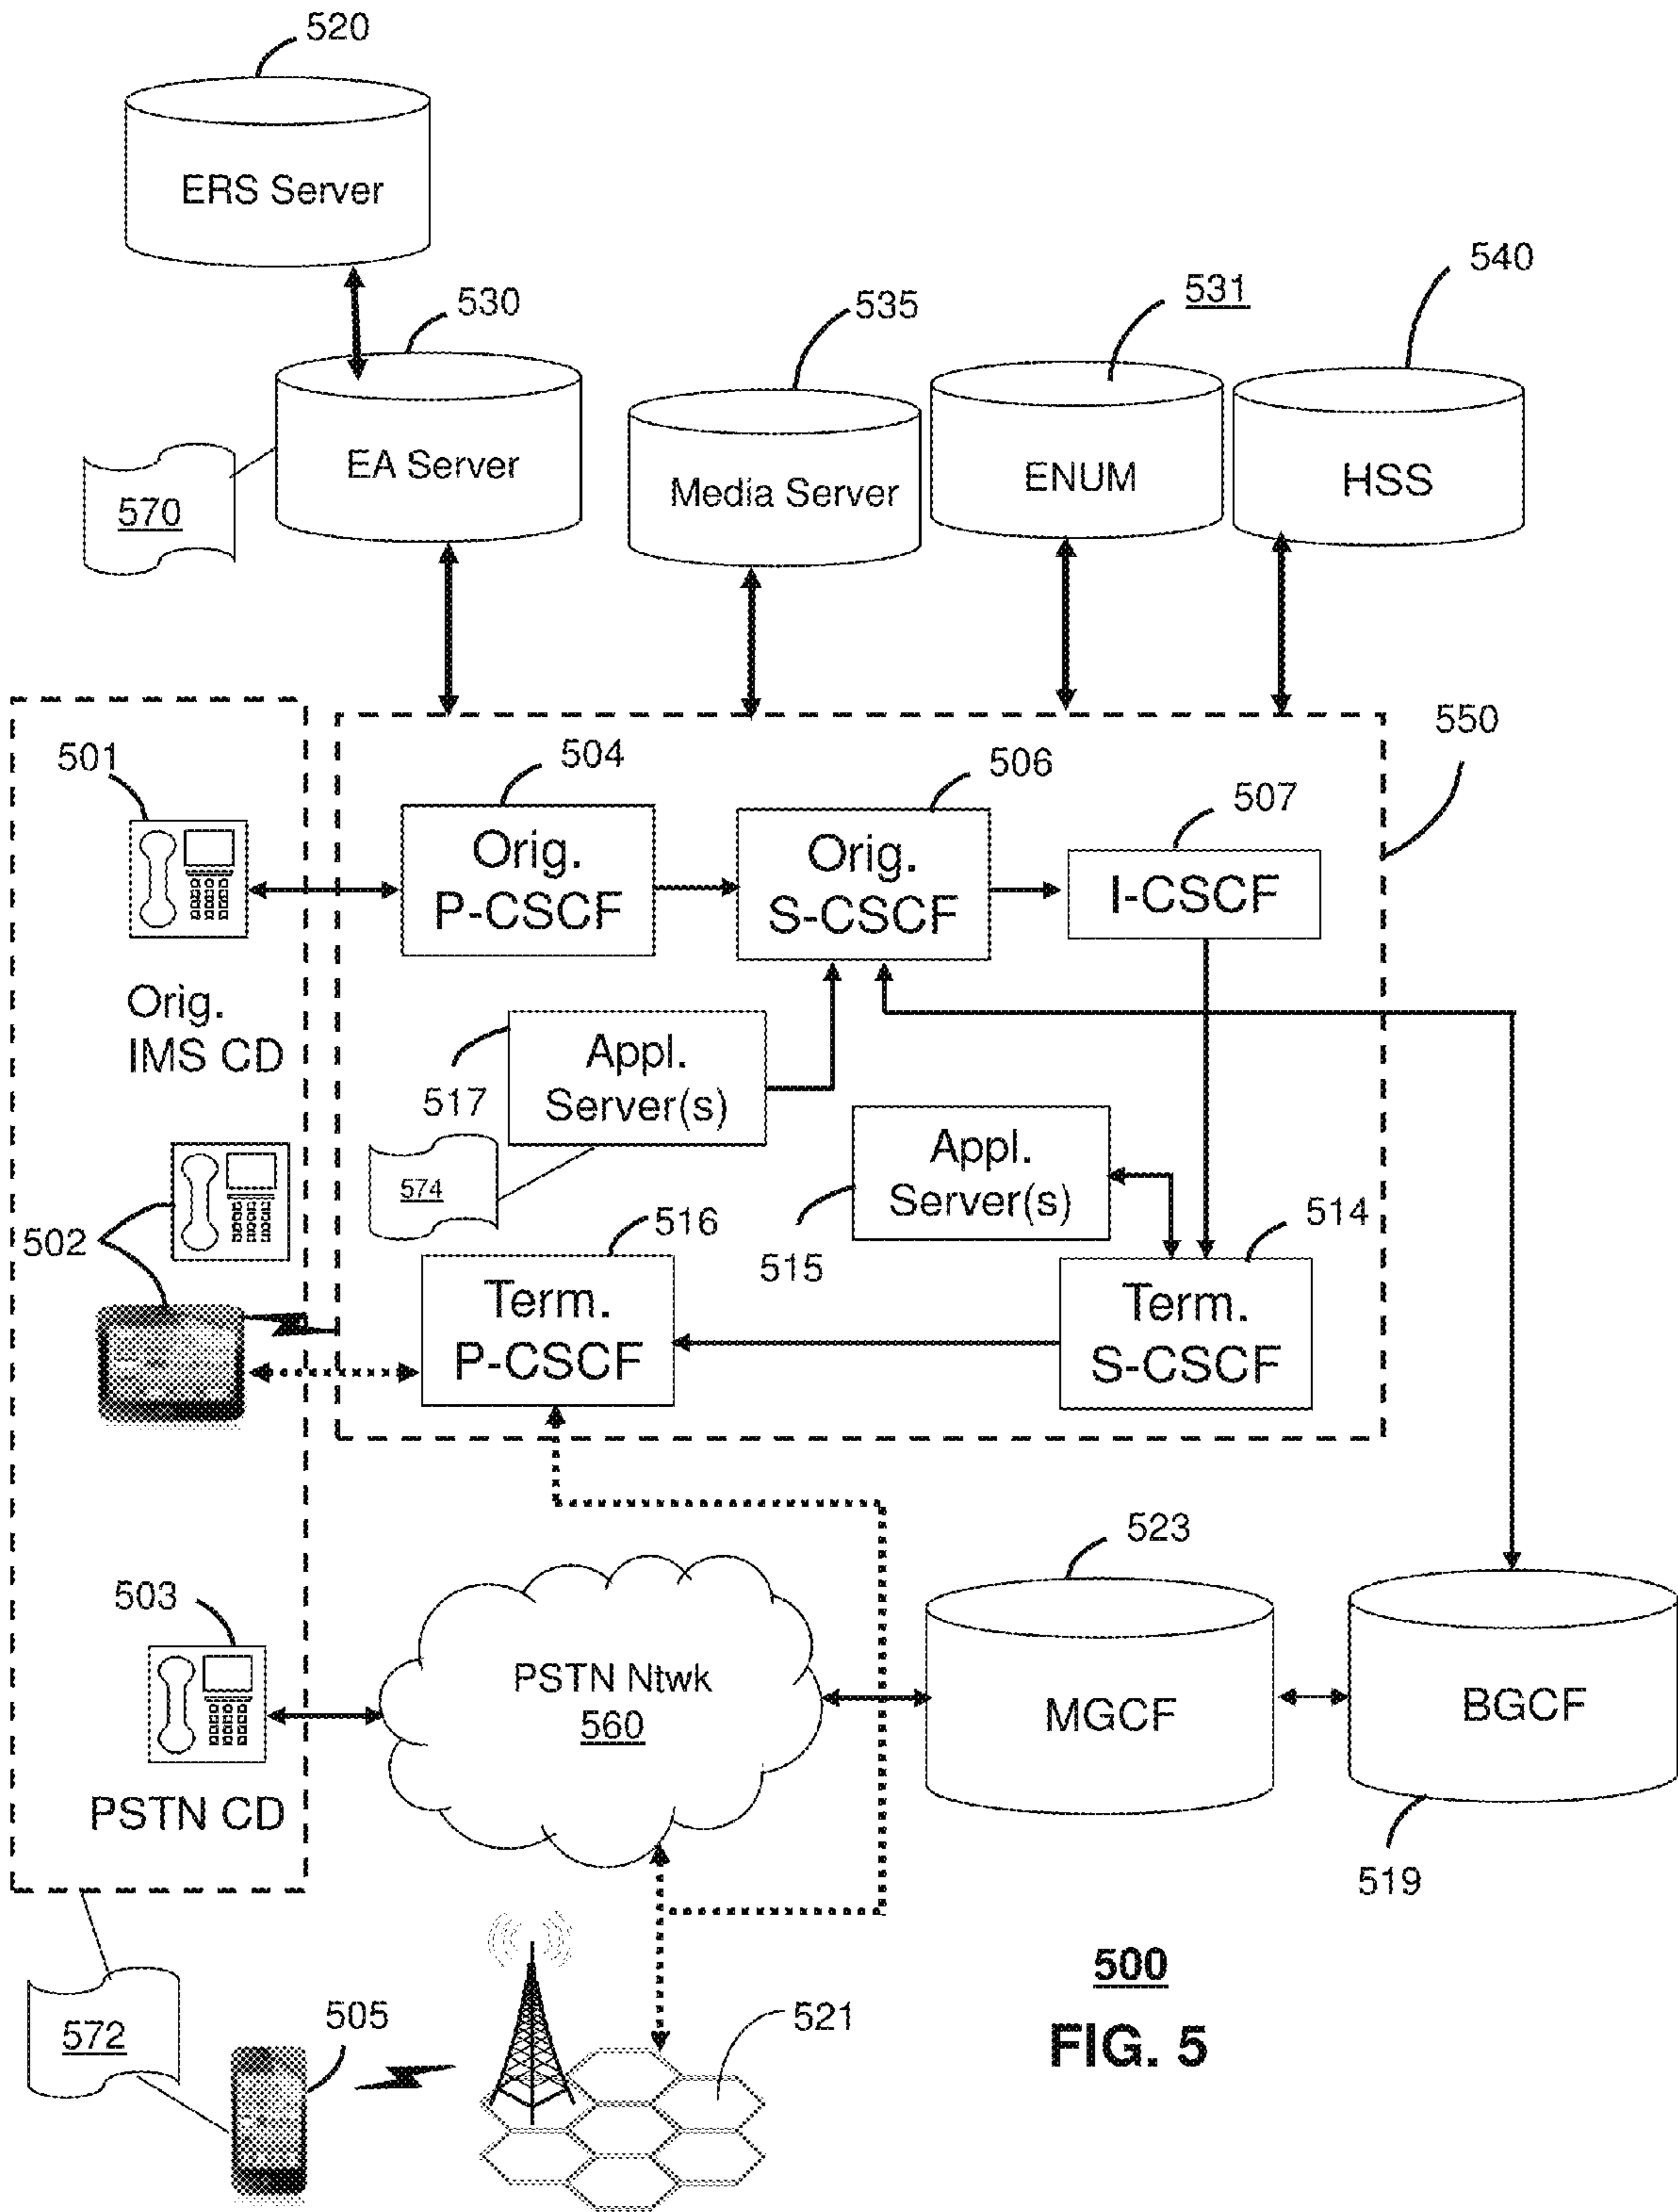 520
ERS Server
540
530
531
535
EA Server
Media Server
ENUM
HSS
570
550
501
504
506
507
Orig.
P-CSCF
Orig.
S-CSCF
I-CSCF
Orig.
IMS CD
Appl.
Server(s)
517
Appl.
Server(s)
574
516
514
502
515
Term.
P-CSCF
Term.
S-CSCF
523
503
PSTN Ntwk
560
MGCF
BGCF
PSTN CD
519
500
505
521
572
FIG. 5